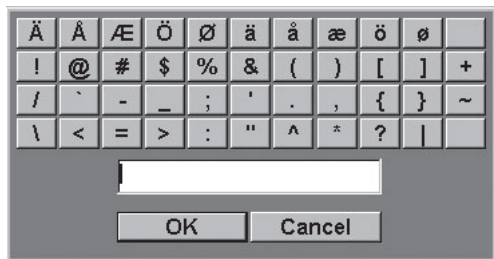 Ä Å Æ Ö Ø ä å æ ö ø
! @ # $ % & ( ) [ ] +
/ ` - _ ; ' . , { } ~
\ < = > : " ^ * ? |
OK Cancel